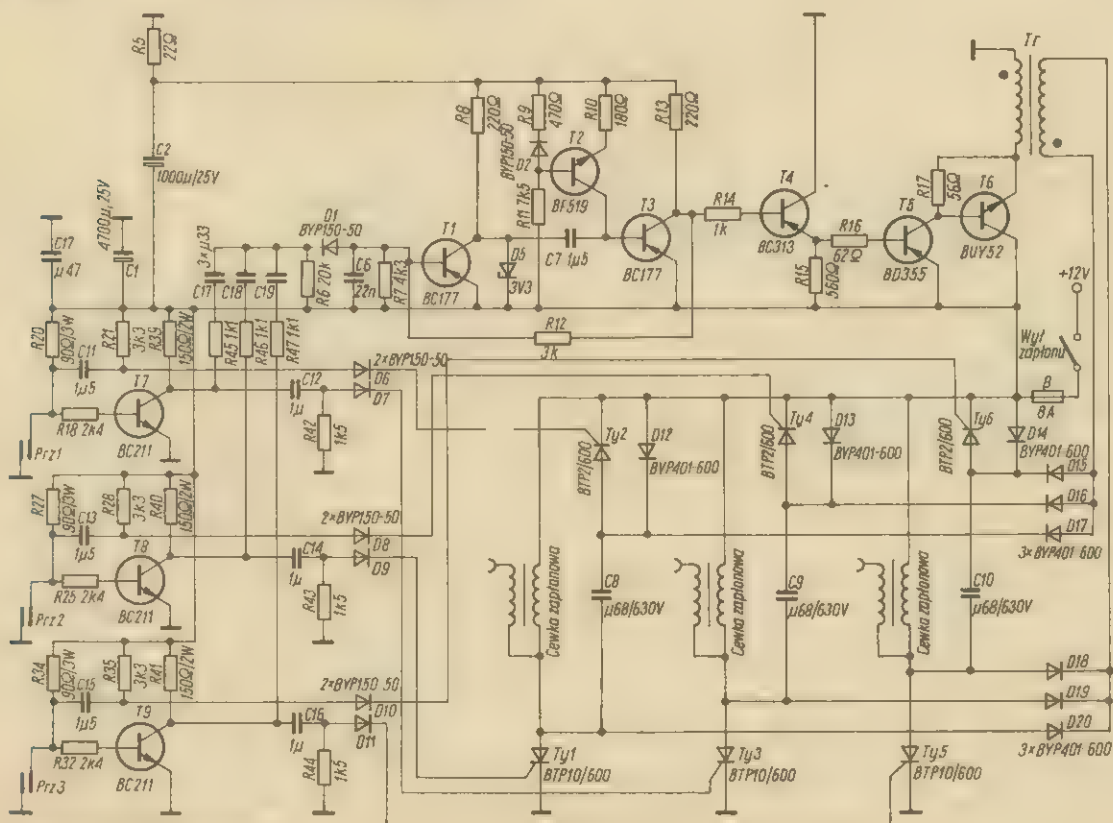 R5
22Ω
C2
1000µ/25V
4700µ/25V
C1
C17
µ47
3×µ33
C17
C18
C19
D1
BYP150-50
R6 20k
C6
22n
R7 4k3
R8
220Ω
R9
470Ω
R10
180Ω
R13
220Ω
BYP150-50
D2
T2
BF519
R11 7k5
T1
BC177
D5
3V3
C7 1µ5
T3
BC177
R12
3k
R14
1k
T4
BC313
R15
560Ω
R16
62Ω
T5
BD355
R17
56Ω
T6
BUY52
Tr
+12V
Wył
zapłonu
B
8A
R20
90Ω/3W
R21
3k3
R39
150Ω/2W
C11
1µ5
T7
BC211
R18 2k4
Prz1
R45 1k1
R46 1k1
R47 1k1
C12
1µ
R42
1k5
2×BYP150-50
D6
D7
R27
90Ω/3W
R28
3k3
R40
150Ω/2W
C13
1µ5
T8
BC211
R25 2k4
Prz2
C14
1µ
R43
1k5
2×BYP150-50
D8
D9
R34
90Ω/3W
R35
3k3
R41
150Ω/2W
C15
1µ5
T9
BC211
R32 2k4
Prz3
C16
1µ
R44
1k5
2×BYP150-50
D10
D11
Ty2
BTP2/600
D12
BYP401-600
Ty4
BTP2/600
D13
BYP401-600
Ty6
BTP2/600
D14
BYP401-600
D15
D16
D17
3×BYP401-600
Cewka zapłonowa
C8
µ68/630V
Cewka zapłonowa
C9
µ68/630V
Cewka zapłonowa
C10
µ68/630V
D18
D19
D20
3×BYP401-600
Ty1
BTP10/600
Ty3
BTP10/600
Ty5
BTP10/600